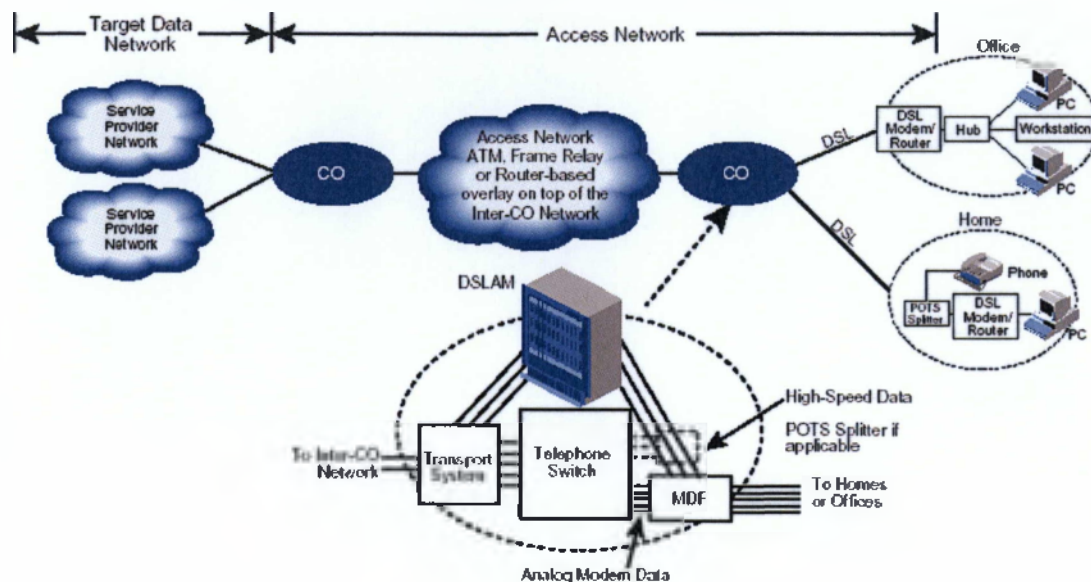 Target Data
Network
Access Network
Service
Provider
Network
Service
Provider
Network
CO
Access Network
ATM, Frame Relay
or Router-based
overlay on top of the
Inter-CO Network
CO
DSL
DSL
Office
DSL
Modem/
Router
Hub
PC
Workstation
PC
Home
Phone
POTS
Splitter
DSL
Modem/
Router
PC
DSLAM
High-Speed Data
POTS Splitter if
applicable
To Inter-CO
Network
Transport
System
Telephone
Switch
MDF
To Homes
or Offices
Analog Modem Data